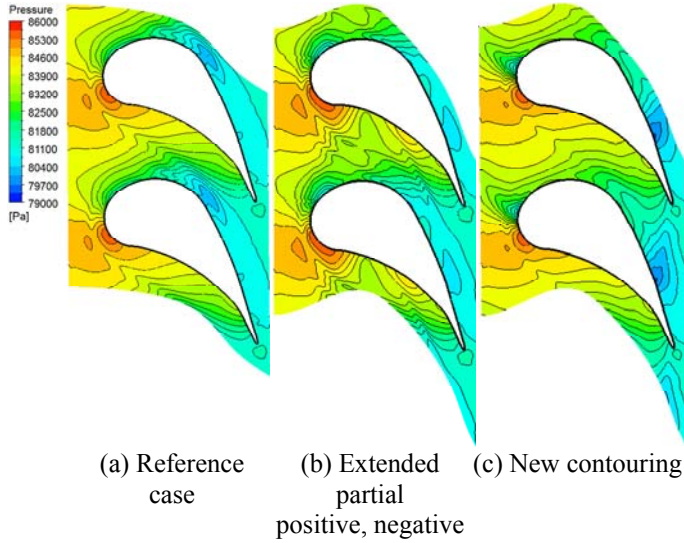 Pressure
86000
85300
84600
83900
83200
82500
81800
81100
80400
79700
79000
[Pa]
(a) Reference
case
(b) Extended
partial
positive, negative
(c) New contouring